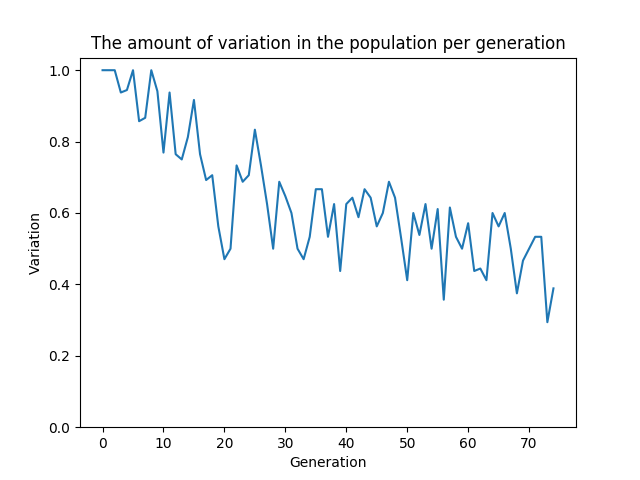 The amount of variation in the population per generation
1.0
0.8
0.6
0.4
0.2
0.0
Variation
0 10 20 30 40 50 60 70
Generation